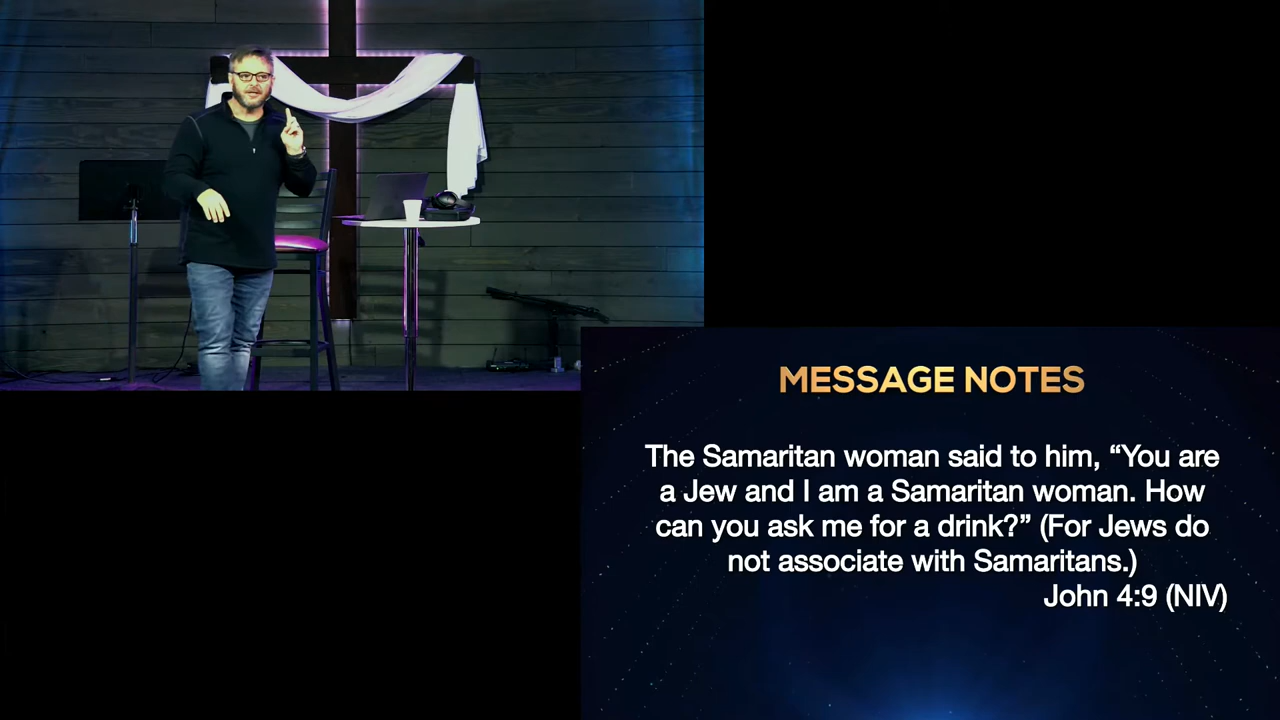 MESSAGE NOTES
The Samaritan woman said to him, “You are
a Jew and I am a Samaritan woman. How
can you ask me for a drink?” (For Jews do
not associate with Samaritans.)
John 4:9 (NIV)